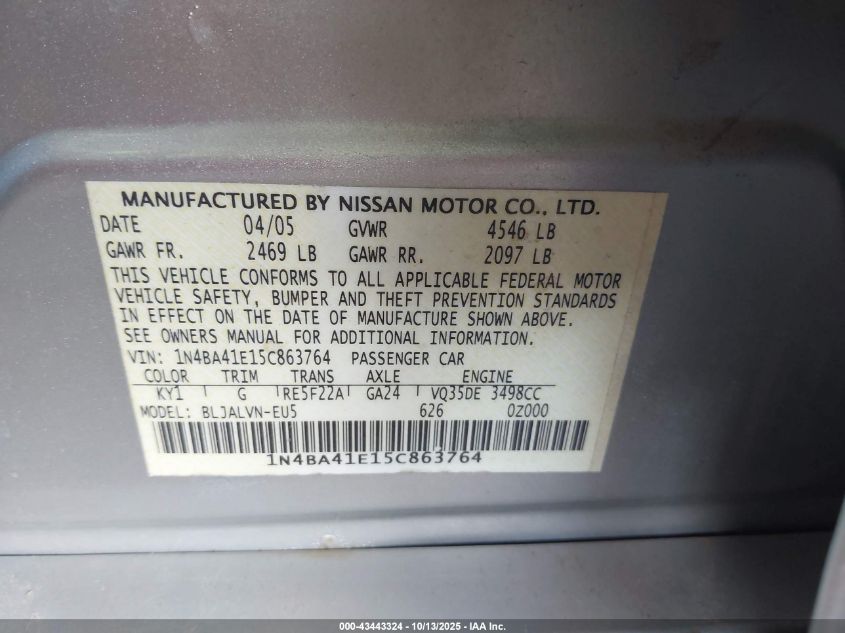 MANUFACTURED BY NISSAN MOTOR CO., LTD.
DATE 04/05 GVWR 4546 LB
GAWR FR. 2469 LB GAWR RR. 2097 LB
THIS VEHICLE CONFORMS TO ALL APPLICABLE FEDERAL MOTOR
VEHICLE SAFETY, BUMPER AND THEFT PREVENTION STANDARDS
IN EFFECT ON THE DATE OF MANUFACTURE SHOWN ABOVE.
SEE OWNERS MANUAL FOR ADDITIONAL INFORMATION.
VIN: 1N4BA41E15C863764 PASSENGER CAR
COLOR TRIM TRANS AXLE ENGINE
KY1 G RE5F22A GA24 VQ35DE 3498CC
MODEL: BLJALVN-EU5 626 0Z000
1N4BA41E15C863764
000-43443324 - 10/13/2025 - IAA Inc.